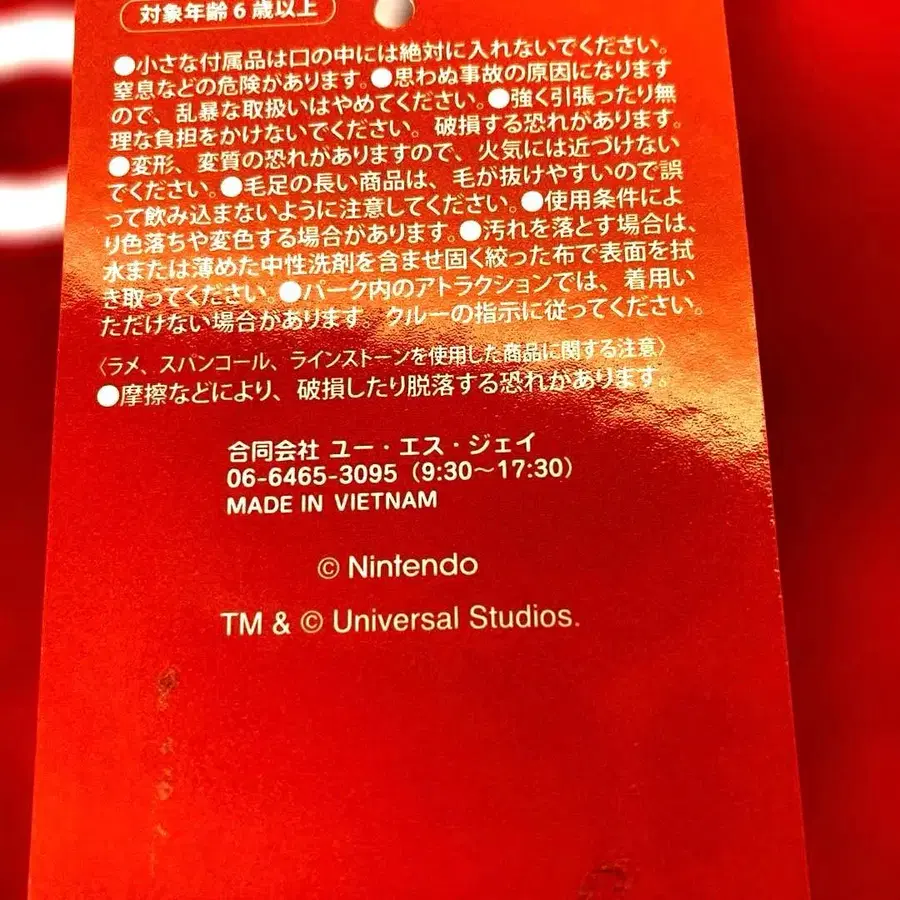 対象年齢6歳以上
●小さな付属品は口の中には絶対に入れないでください。
窒息などの危険があります。●思わぬ事故の原因になります
ので、乱暴な取扱いはやめてください。●強く引張ったり無
理な負担をかけないでください。破損する恐れがあります。
●変形、変質の恐れがありますので、火気には近づけない
でください。●毛足の長い商品は、毛が抜けやすいので誤
って飲み込まないように注意してください。●使用条件によ
り色落ちや変色する場合があります。●汚れを落とす場合は、
水または薄めた中性洗剤を含ませ固く絞った布で表面を拭
き取ってください。●パーク内のアトラクションでは、着用い
ただけない場合があります クルーの指示に従ってください。
〈ラメ、スパンコール、ラインストーンを使用した商品に関する注意〉
●摩擦などにより、破損したり脱落する恐れがあります。
合同会社 ユー・エス・ジェイ
06-6465-3095（9:30〜17:30）
MADE IN VIETNAM
© Nintendo
TM & © Universal Studios.